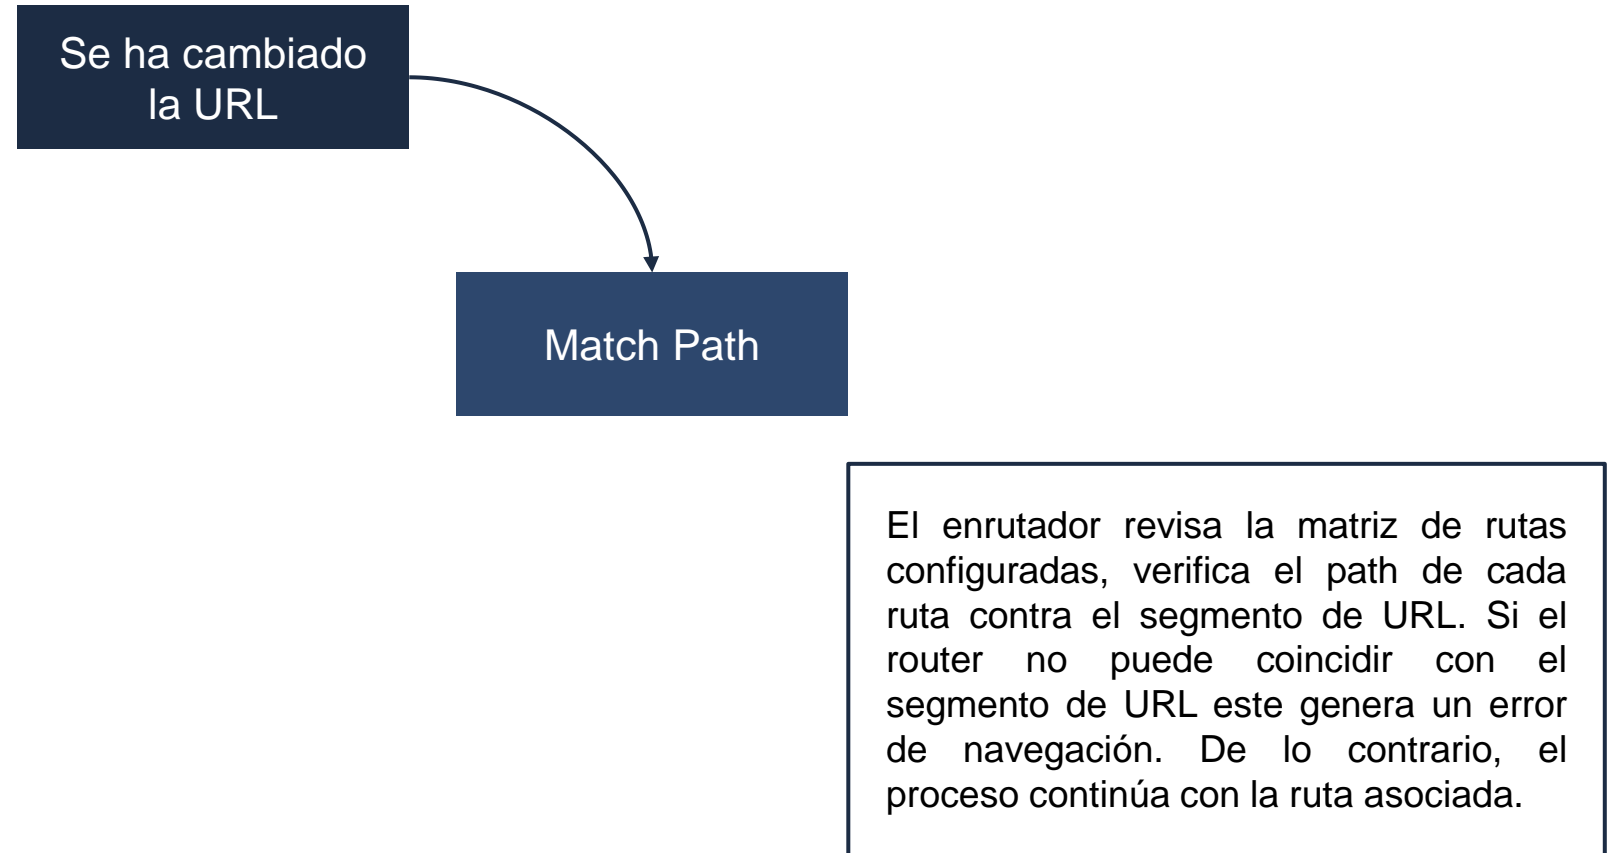 Se ha cambiado
la URL
Match Path
El enrutador revisa la matriz de rutas
configuradas, verifica el path de cada
ruta contra el segmento de URL. Si el
router no puede coincidir con el
segmento de URL este genera un error
de navegación. De lo contrario, el
proceso continúa con la ruta asociada.